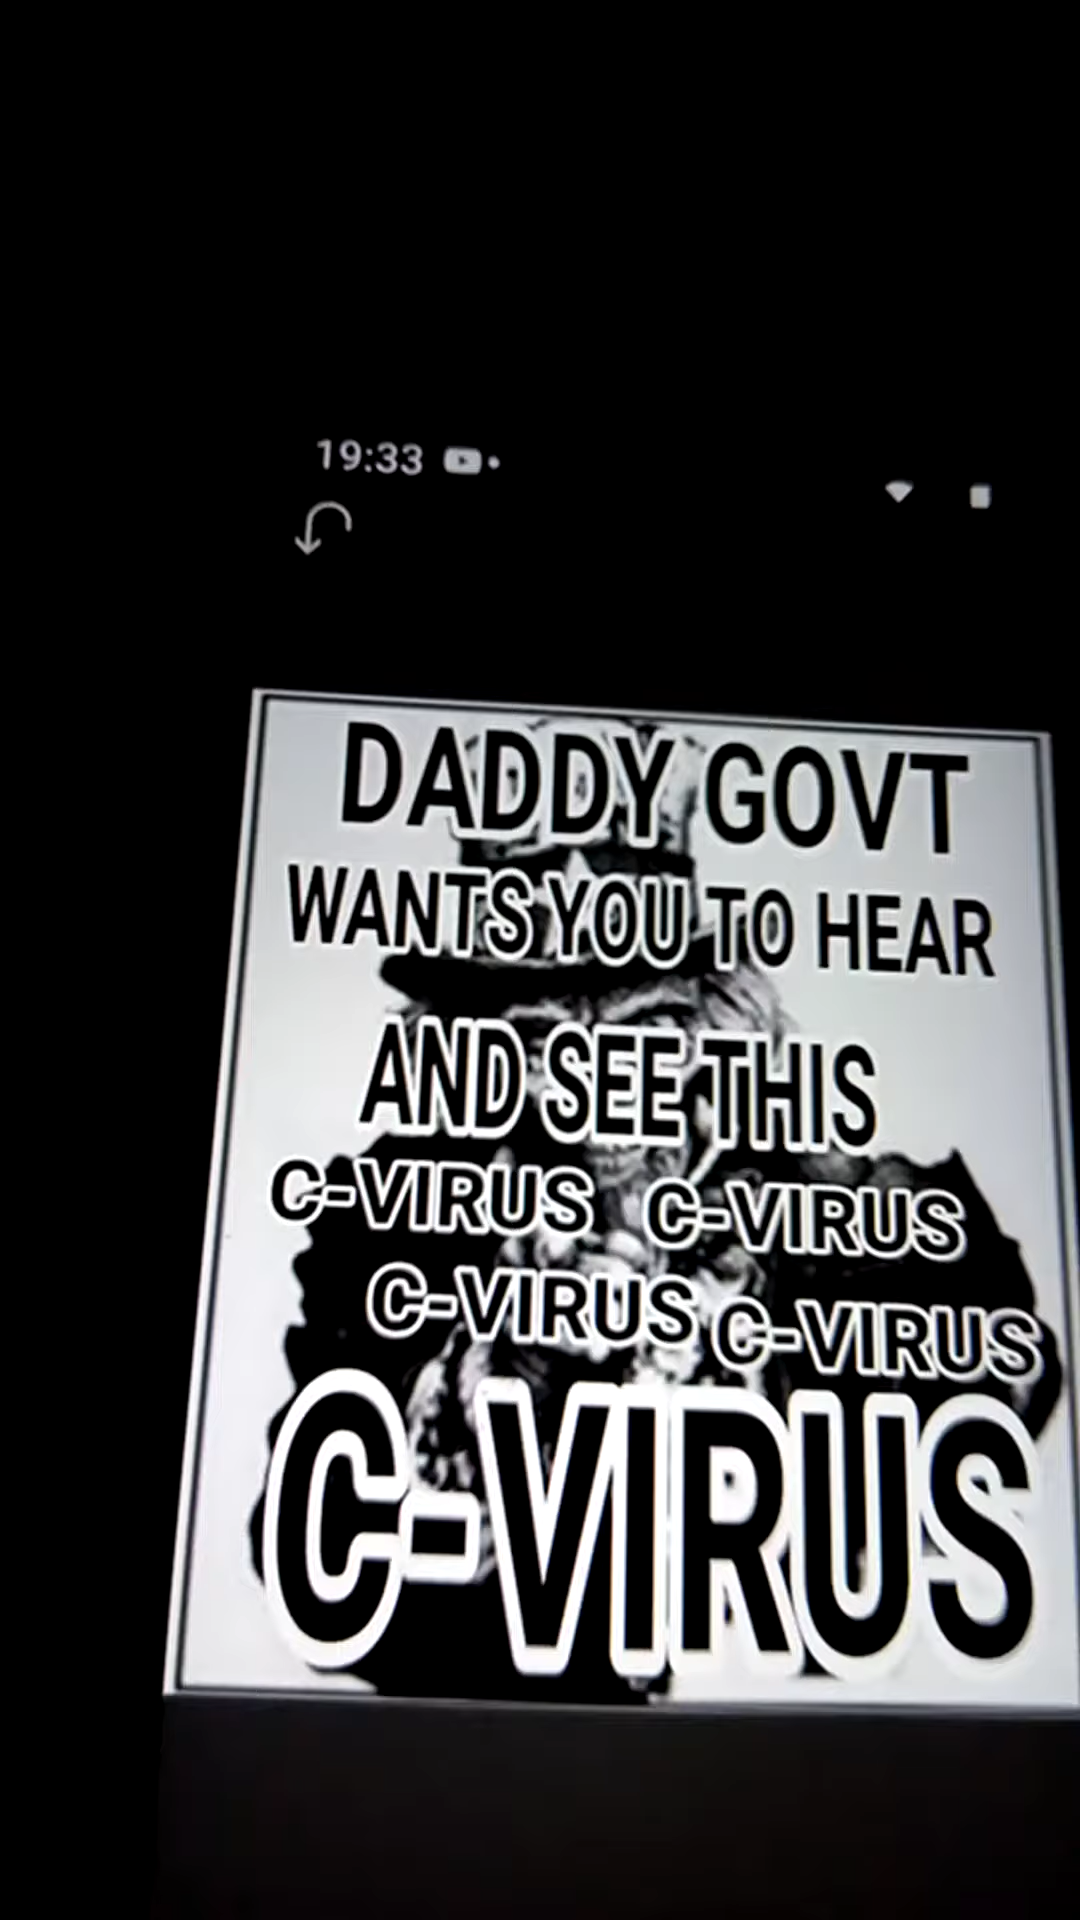 19:33
DADDY GOVT
WANTS YOU TO HEAR
AND SEE THIS
C-VIRUS C-VIRUS
C-VIRUS C-VIRUS
C-VIRUS